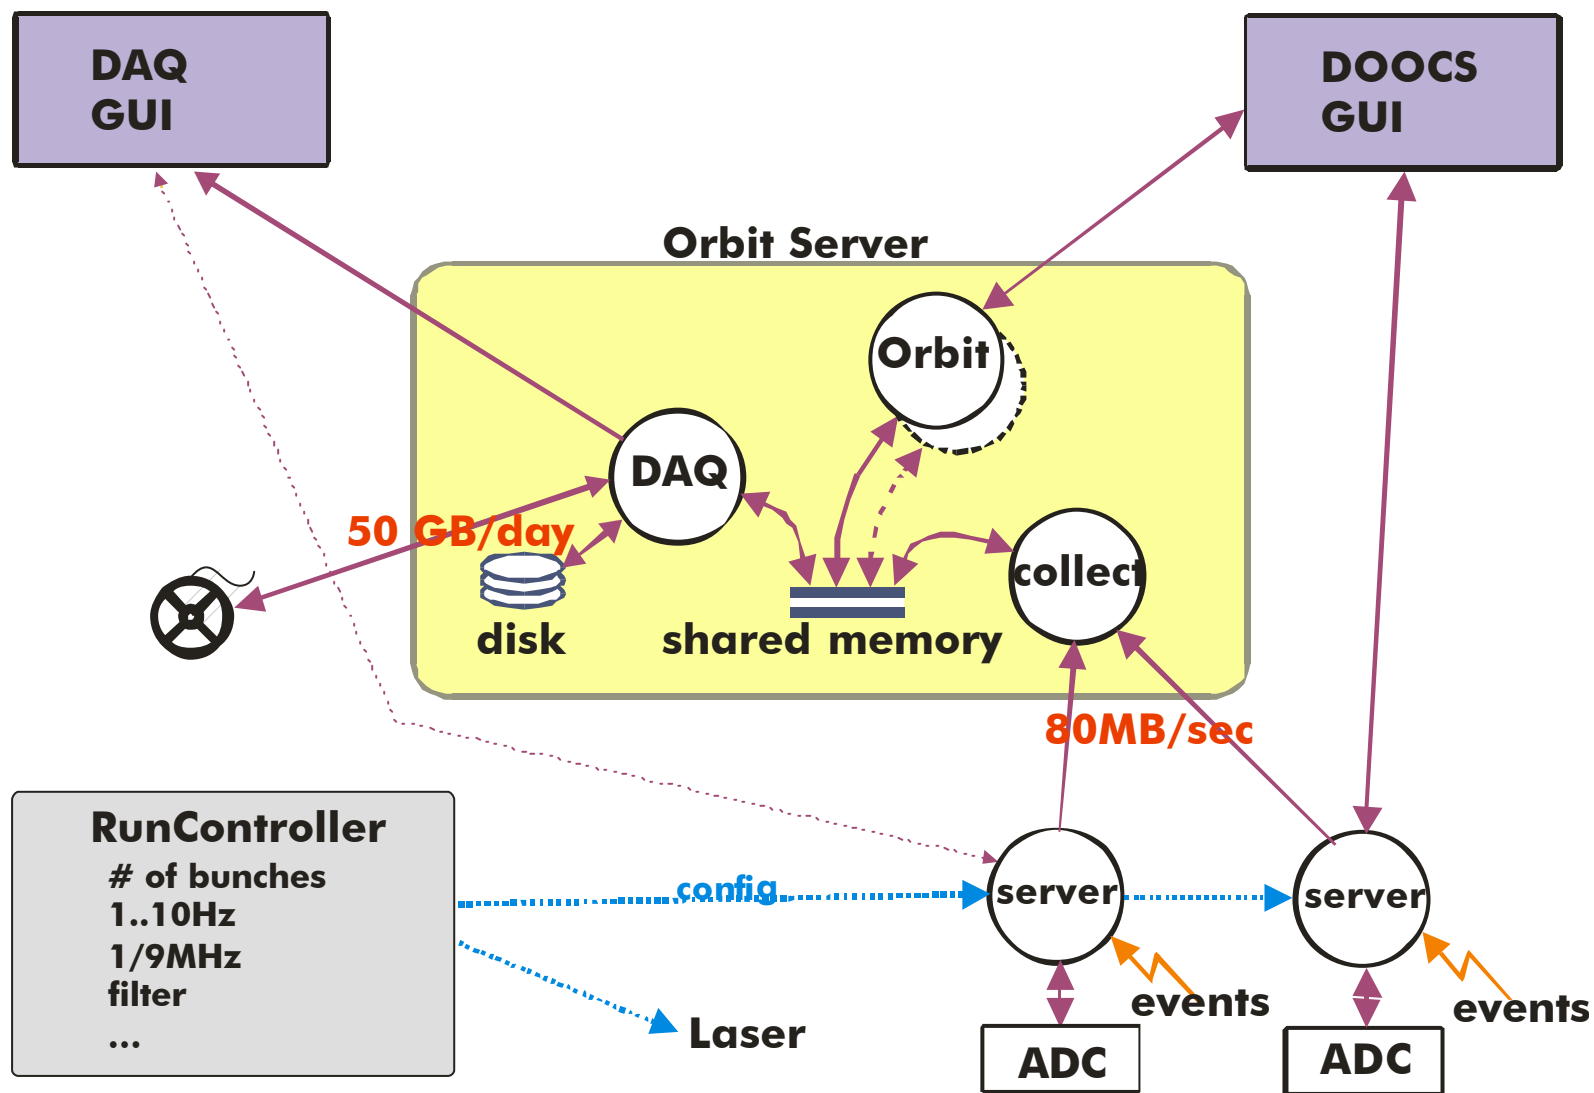 DAQ
GUI
DOOCS
GUI
Orbit Server
Orbit
DAQ
50 GB/day
collect
disk
shared memory
80MB/sec
RunController
# of bunches
1..10Hz
1/9MHz
filter
...
config
server
server
events
events
Laser
ADC
ADC